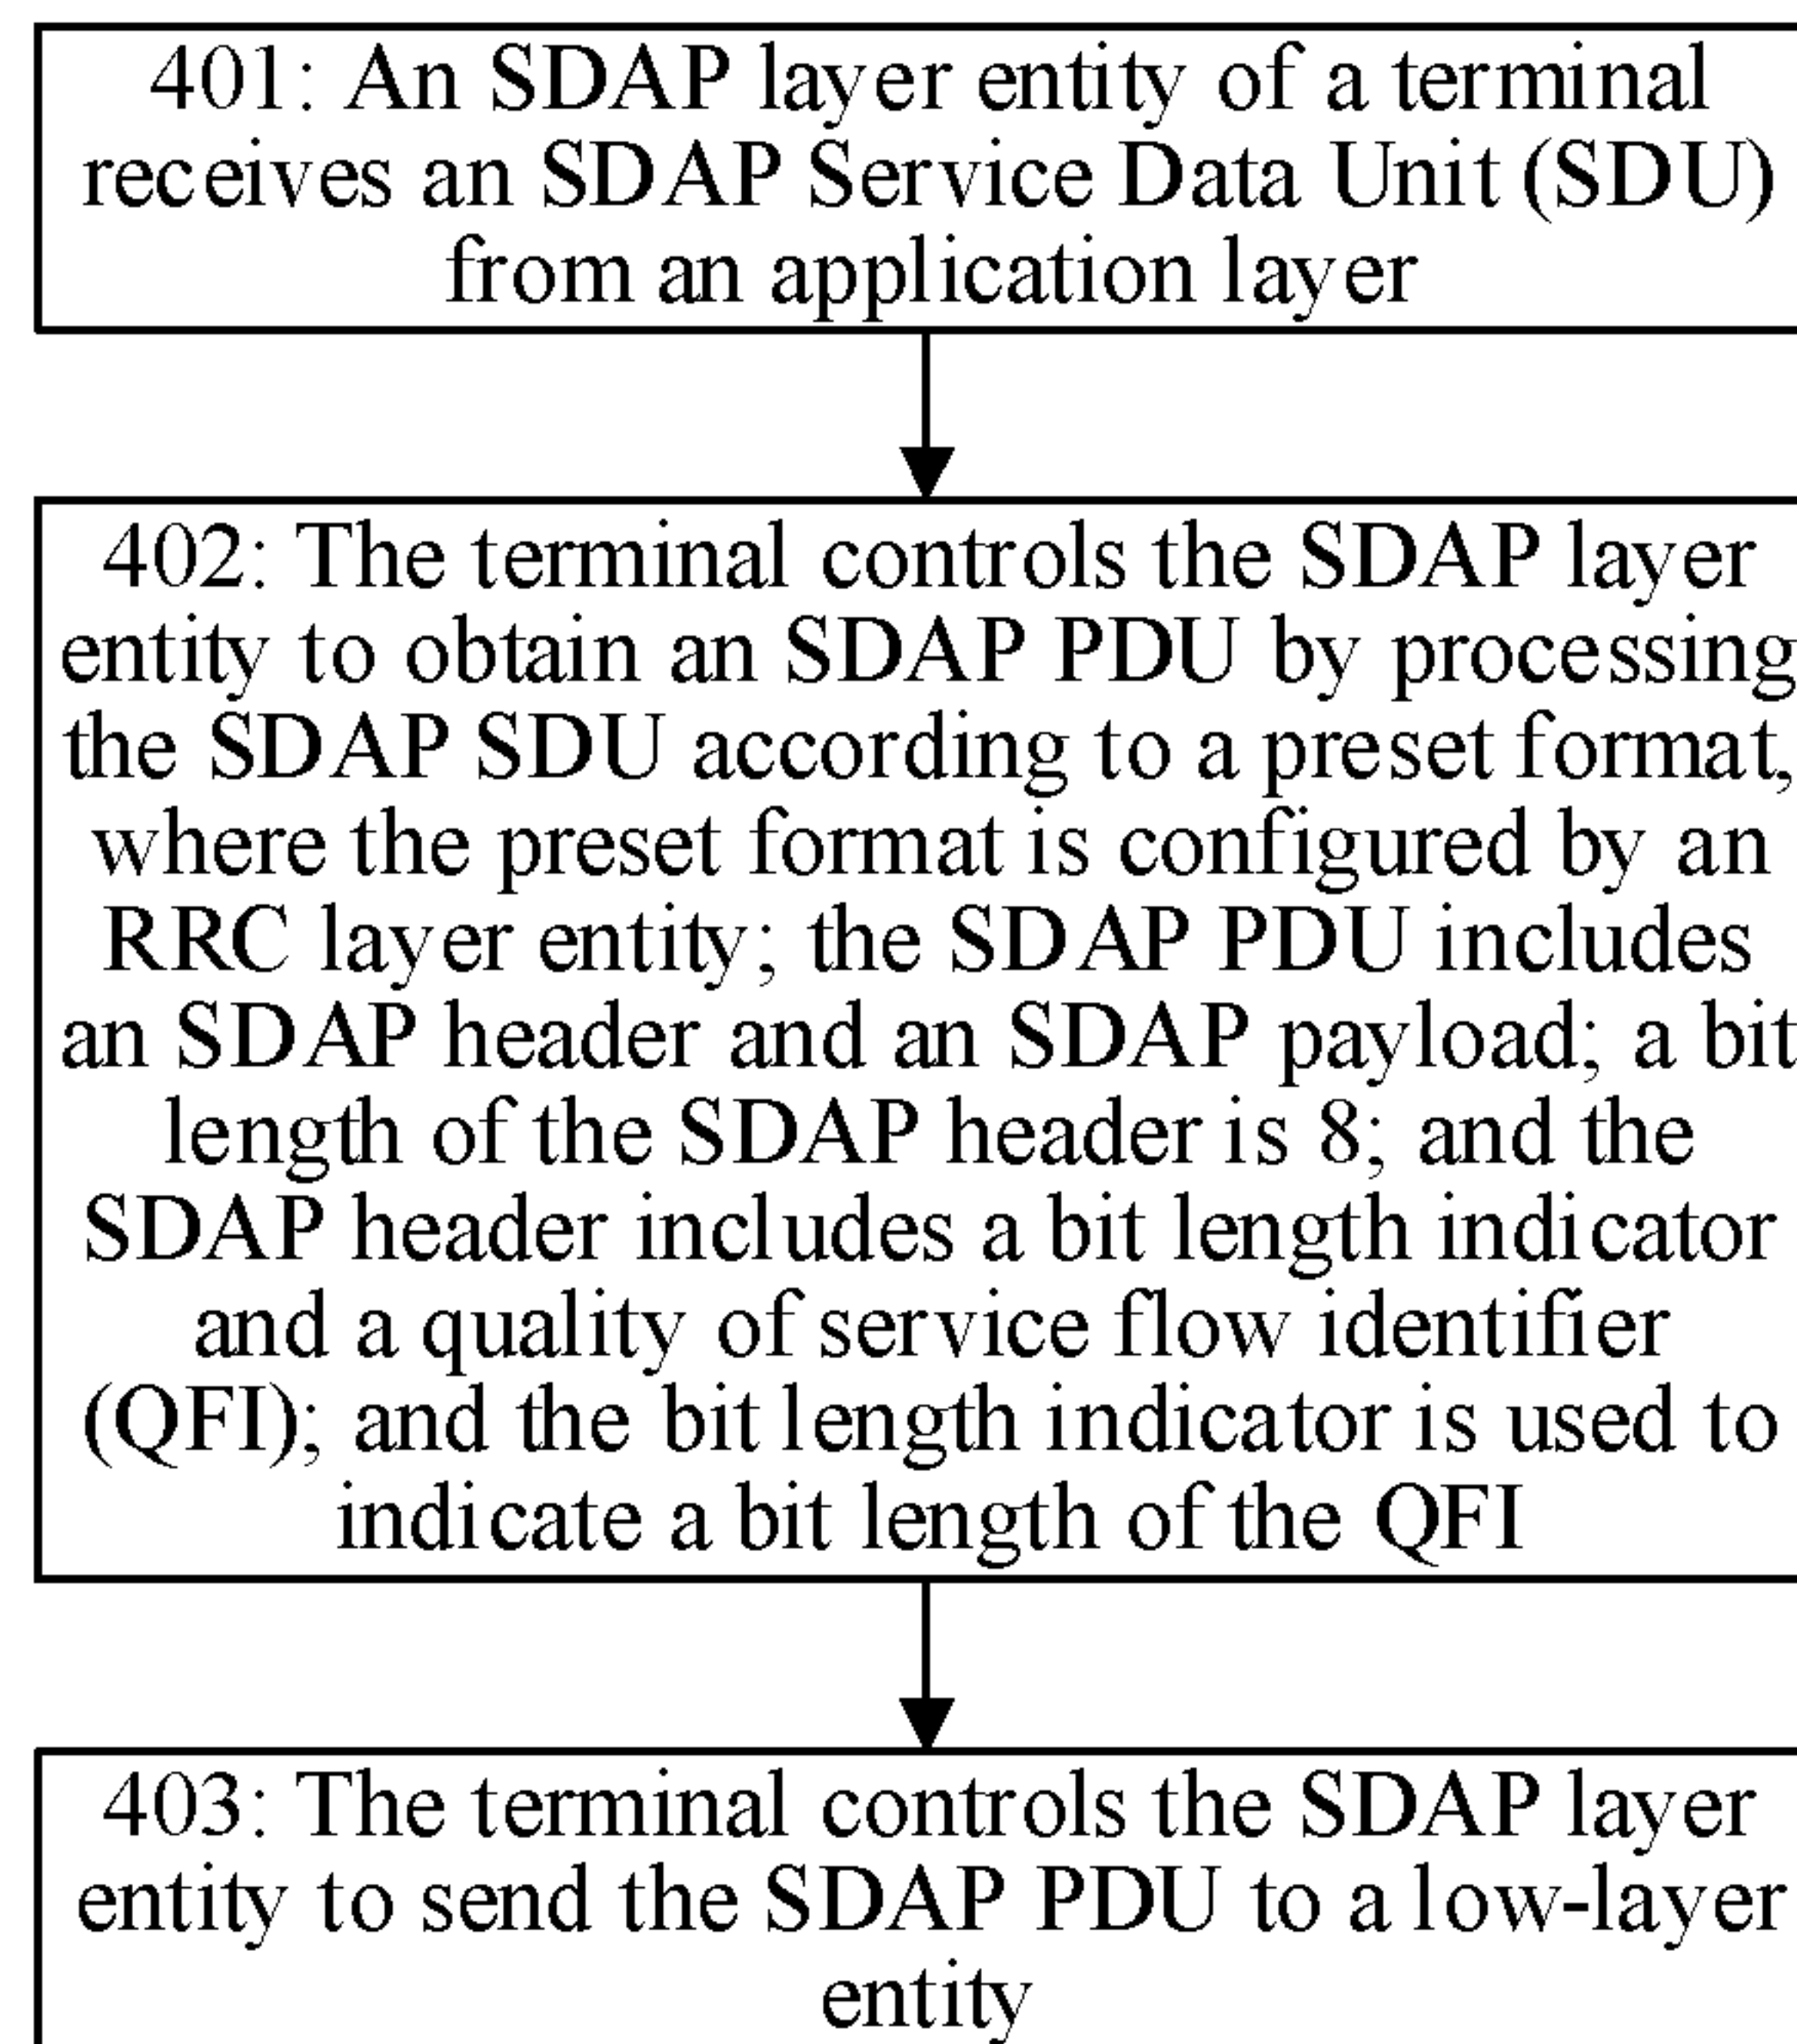 401: An SDAP layer entity of a terminal
receives an SDAP Service Data Unit (SDU)
from an application layer
402: The terminal controls the SDAP layer
entity to obtain an SDAP PDU by processing
the SDAP SDU according to a preset format,
where the preset format is configured by an
RRC layer entity; the SDAP PDU includes
an SDAP header and an SDAP payload; a bit
length of the SDAP header is 8; and the
SDAP header includes a bit length indicator
and a quality of service flow identifier
(QFI); and the bit length indicator is used to
indicate a bit length of the QFI
403: The terminal controls the SDAP layer
entity to send the SDAP PDU to a low-layer
entity